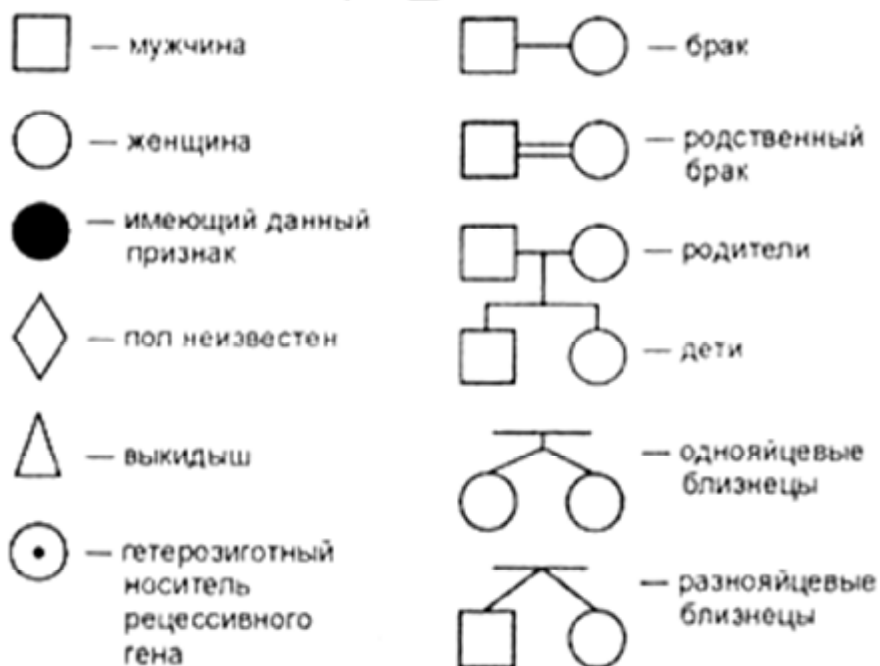 — мужчина
— женщина
— имеющий данный
признак
— пол неизвестен
— выкидыш
— гетерозиготный
носитель
рецессивного
гена
— брак
— родственный
брак
— родители
— дети
— однояйцевые
близнецы
— разнояйцевые
близнецы